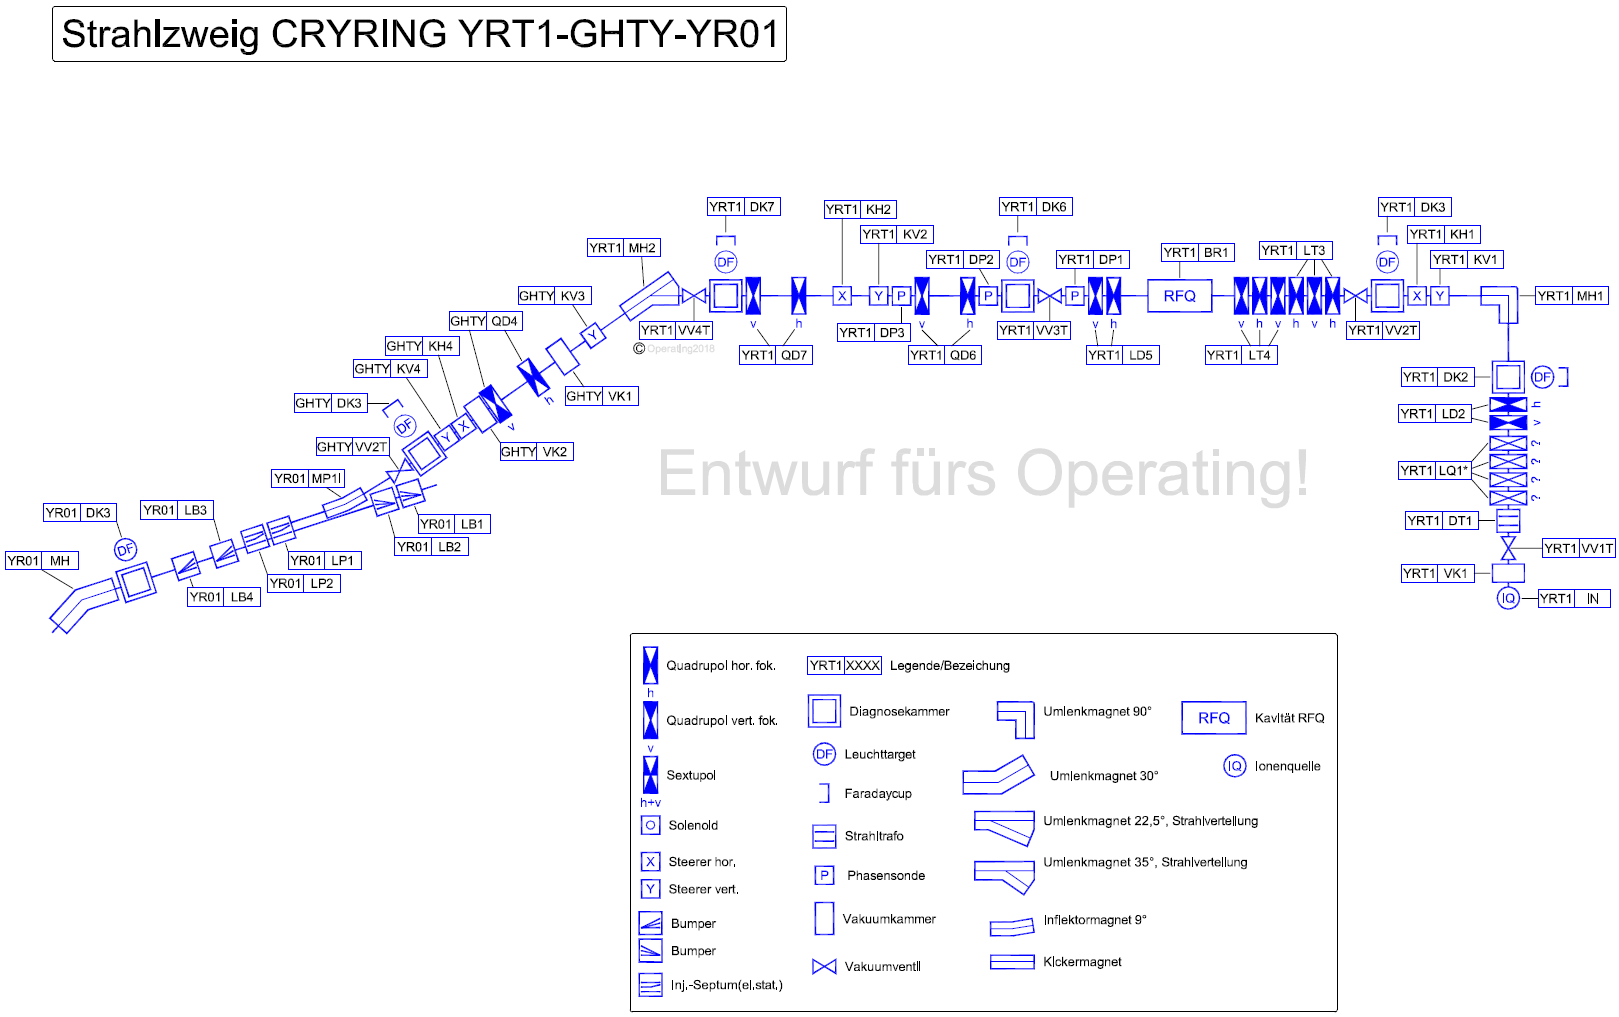 Strahlzweig CRYRING YRT1-GHTY-YR01
YRT1 DK7
YRT1 KH2
YRT1 DK6
YRT1 DK3
YRT1 MH2
YRT1 KV2
YRT1 KH1
DF
YRT1 DP2
DF
YRT1 DP1
YRT1 BR1
YRT1 LT3
DF
YRT1 KV1
GHTY KV3
X
Y
P
P
P
RFQ
X
Y
YRT1 MH1
GHTY QD4
Y
YRT1 VV4T
v
h
YRT1 DP3
v
h
YRT1 VV3T
v
h
v
h
v
h
v
h
YRT1 VV2T
GHTY KH4
© Operating2018
YRT1 QD7
YRT1 QD6
YRT1 LD5
YRT1 LT4
GHTY KV4
YRT1 DK2
DF
GHTY DK3
h
GHTY VK1
DF
v
YRT1 LD2
h
v
GHTY VV2T
Y
X
GHTY VK2
?
YR01 MP1I
Entwurf fürs Operating!
YRT1 LQ1*
?
?
?
YR01 DK3
YR01 LB3
YR01 LB1
YRT1 DT1
DF
YR01 LB2
YRT1 VV1T
YR01 MH
YR01 LP1
YRT1 VK1
YR01 LP2
YR01 LB4
IQ
YRT1 IN
Quadrupol hor. fok.
h
YRT1 XXXX
Legende/Bezeichung
Quadrupol vert. fok.
v
Diagnosekammer
Umlenkmagnet 90°
RFQ
Kavität RFQ
DF
Leuchttarget
IQ
Ionenquelle
Sextupol
h+v
Faradaycup
Umlenkmagnet 30°
Solenoid
Strahltrafo
Umlenkmagnet 22,5°, Strahlverteilung
X
Steerer hor.
P
Phasensonde
Umlenkmagnet 35°, Strahlverteilung
Y
Steerer vert.
Bumper
Vakuumkammer
Inflektormagnet 9°
Bumper
Vakuumventil
Kickermagnet
Inj.-Septum(el.stat.)